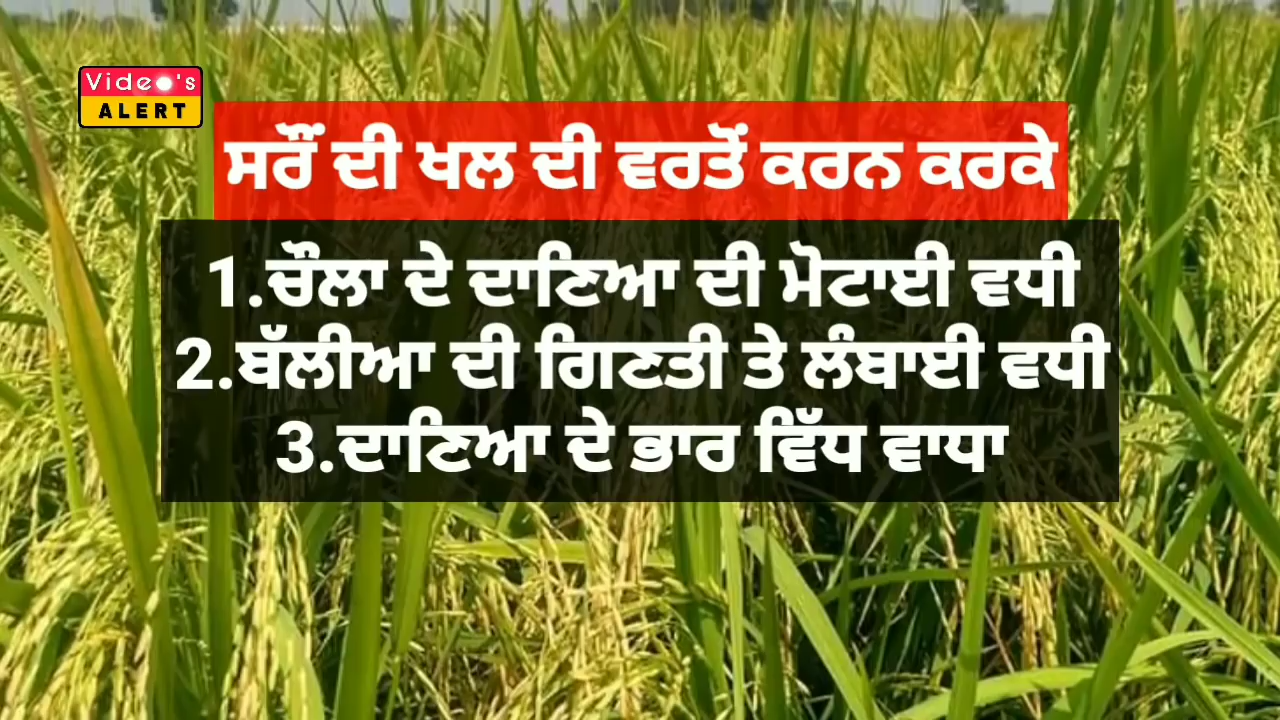 Video's
ALERT
ਸਰੌਂ ਦੀ ਖਲ ਦੀ ਵਰਤੋਂ ਕਰਨ ਕਰਕੇ
1.ਚੌਲਾ ਦੇ ਦਾਣਿਆ ਦੀ ਮੋਟਾਈ ਵਧੀ
2.ਬੱਲੀਆ ਦੀ ਗਿਣਤੀ ਤੇ ਲੰਬਾਈ ਵਧੀ
3.ਦਾਣਿਆ ਦੇ ਭਾਰ ਵਿੱਧ ਵਾਧਾ